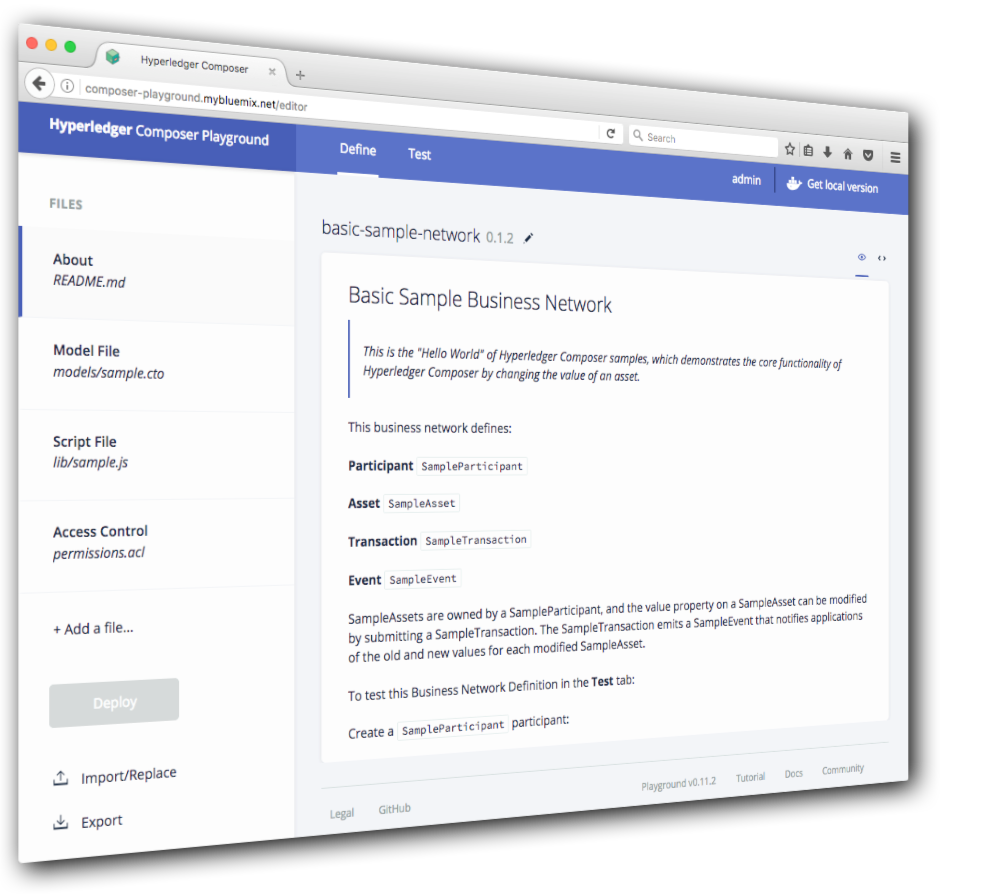 Hyperledger Composer
composer-playground.mybluemix.net/editor
Search
Hyperledger Composer Playground
Define
Test
admin
Get local version
FILES
About
README.md
Model File
models/sample.cto
Script File
lib/sample.js
Access Control
permissions.acl
+ Add a file...
Deploy
Import/Replace
Export
basic-sample-network 0.1.2
Basic Sample Business Network
This is the "Hello World" of Hyperledger Composer samples, which demonstrates the core functionality of
Hyperledger Composer by changing the value of an asset.
This business network defines:
Participant SampleParticipant
Asset SampleAsset
Transaction SampleTransaction
Event SampleEvent
SampleAssets are owned by a SampleParticipant, and the value property on a SampleAsset can be modified
by submitting a SampleTransaction. The SampleTransaction emits a SampleEvent that notifies applications
of the old and new values for each modified SampleAsset.
To test this Business Network Definition in the Test tab:
Create a SampleParticipant participant:
Legal
GitHub
Playground v0.11.2
Tutorial
Docs
Community